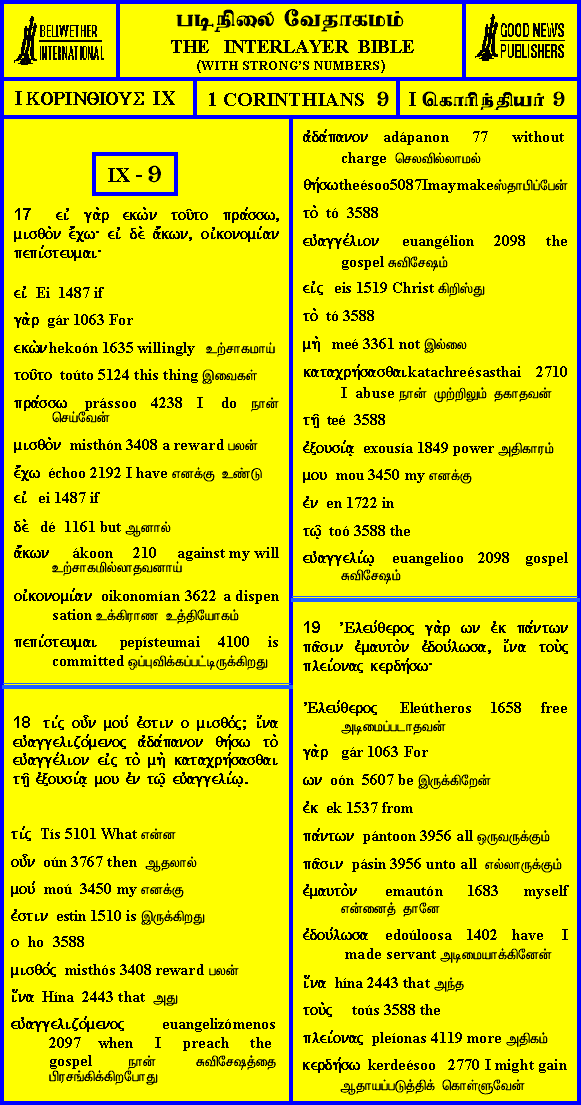 BELLWETHER
INTERNATIONAL
படிநிலை வேதாகமம்
THE INTERLAYER BIBLE
(WITH STRONG'S NUMBERS)
GOOD NEWS
PUBLISHERS
I ΚΟΡΙΝΘΙΟΥΣ IX
1 CORINTHIANS 9
I கொரிந்தியர் 9
IX - 9
17 εἰ γὰρ εκὼν τοῦτο πράσσω,
μισθὸν ἔχω· εἰ δὲ ἄκων, οἰκονομίαν
πεπίστευμαι·
εἰ Ei 1487 if
γὰρ gár 1063 For
εκὼν hekoón 1635 willingly உற்சாகமாய்
τοῦτο toúto 5124 this thing இவைகள்
πράσσω prássoo 4238 I do நான்
செய்வேன்
μισθὸν misthón 3408 a reward பலன்
ἔχω échoo 2192 I have எனக்கு உண்டு
εἰ ei 1487 if
δὲ dé 1161 but ஆனால்
ἄκων ákoon 210 against my will
உற்சாகமில்லாதவனாய்
οἰκονομίαν oikonomían 3622 a dispen
sation உக்கிராண உத்தியோகம்
πεπίστευμαι pepísteumai 4100 is
committed ஒப்புவிக்கப்பட்டிருக்கிறது
18 τίς οὖν μού ἐστιν ο μισθός; ἵνα
εὐαγγελιζόμενος ἀδάπανον θήσω τὸ
εὐαγγέλιον εἰς τὸ μὴ καταχρήσασθαι
τῇ ἐξουσίᾳ μου ἐν τῷ εὐαγγελίῳ.
τίς Tís 5101 What என்ன
οὖν oún 3767 then ஆதலால்
μού moú 3450 my எனக்கு
ἐστιν estin 1510 is இருக்கிறது
ο ho 3588
μισθός misthós 3408 reward பலன்
ἵνα Hína 2443 that அது
εὐαγγελιζόμενος euangelizómenos
2097 when I preach the
gospel நான் சுவிசேஷத்தை
பிரசங்கிக்கிறபோது
ἀδάπανον adápanon 77 without
charge செலவில்லாமல்
θήσω theésoo 5087 I may make ஸ்தாபிப்பேன்
τὸ tó 3588
εὐαγγέλιον euangélion 2098 the
gospel சுவிசேஷம்
εἰς eis 1519 Christ கிறிஸ்து
τὸ tó 3588
μὴ meé 3361 not இல்லை
καταχρήσασθαι katachreésasthai 2710
I abuse நான் முற்றிலும் தகாதவன்
τῇ teé 3588
ἐξουσίᾳ exousía 1849 power அதிகாரம்
μου mou 3450 my எனக்கு
ἐν en 1722 in
τῷ toó 3588 the
εὐαγγελίῳ euangelíoo 2098 gospel
சுவிசேஷம்
19 Ἐλεύθερος γὰρ ων ἐκ πάντων
πᾶσιν ἐμαυτὸν ἐδούλωσα, ἵνα τοὺς
πλείονας κερδήσω·
Ἐλεύθερος Eleútheros 1658 free
அடிமைப்படாதவன்
γὰρ gár 1063 For
ων oón 5607 be இருக்கிறேன்
ἐκ ek 1537 from
πάντων pántoon 3956 all ஒருவருக்கும்
πᾶσιν pásin 3956 unto all எல்லாருக்கும்
ἐμαυτὸν emautón 1683 myself
என்னைத் தானே
ἐδούλωσα edoúloosa 1402 have I
made servant அடிமையாக்கினேன்
ἵνα hína 2443 that அந்த
τοὺς toús 3588 the
πλείονας pleíonas 4119 more அதிகம்
κερδήσω kerdeésoo 2770 I might gain
ஆதாயப்படுத்திக் கொள்ளுவேன்